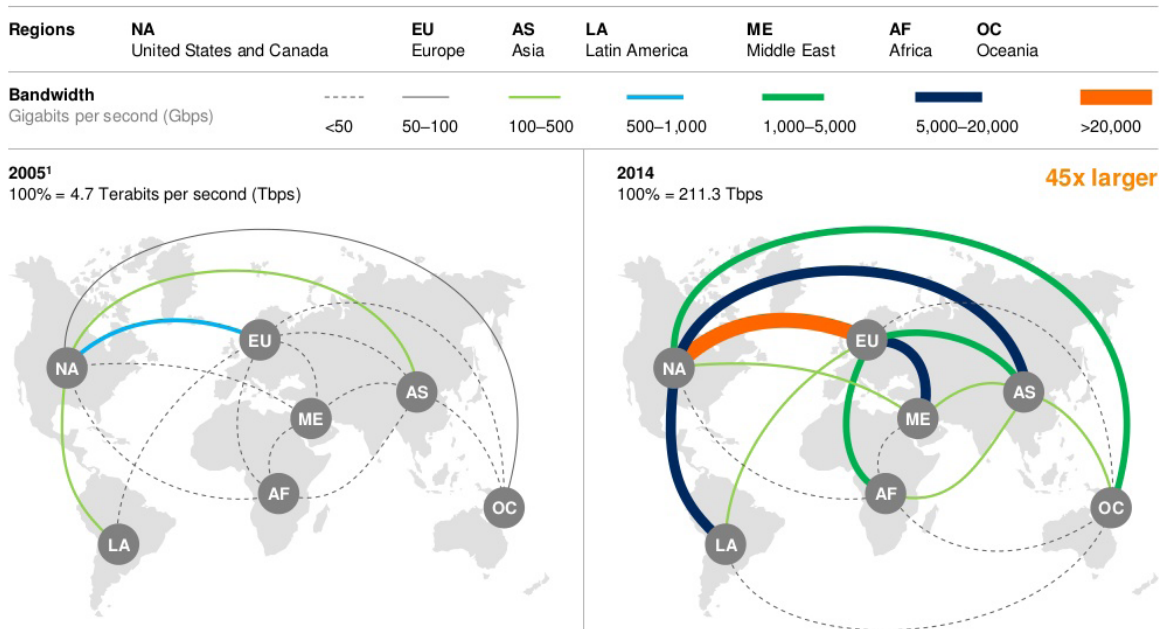 Regions NA EU AS LA ME AF OC
United States and Canada Europe Asia Latin America Middle East Africa Oceania
Bandwidth
Gigabits per second (Gbps)
<50 50–100 100–500 500–1,000 1,000–5,000 5,000–20,000 >20,000
2005¹
100% = 4.7 Terabits per second (Tbps)
NA
EU
AS
ME
AF
OC
LA
2014
100% = 211.3 Tbps
45x larger
NA
EU
AS
ME
AF
OC
LA